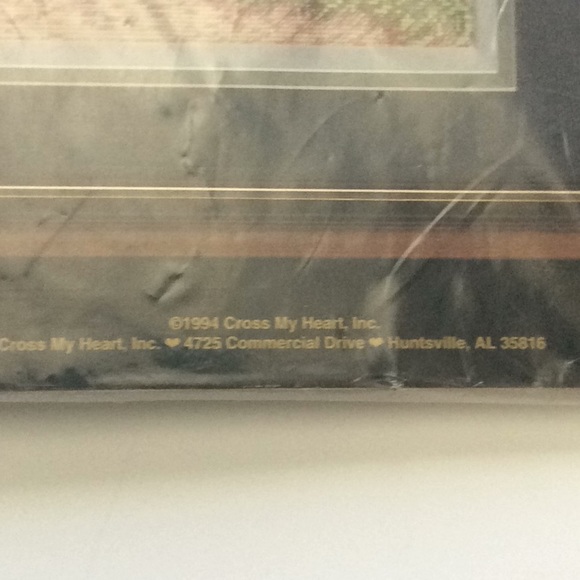 ©1994 Cross My Heart, Inc.
Cross My Heart, Inc. ❤ 4725 Commercial Drive ❤ Huntsville, AL 35816